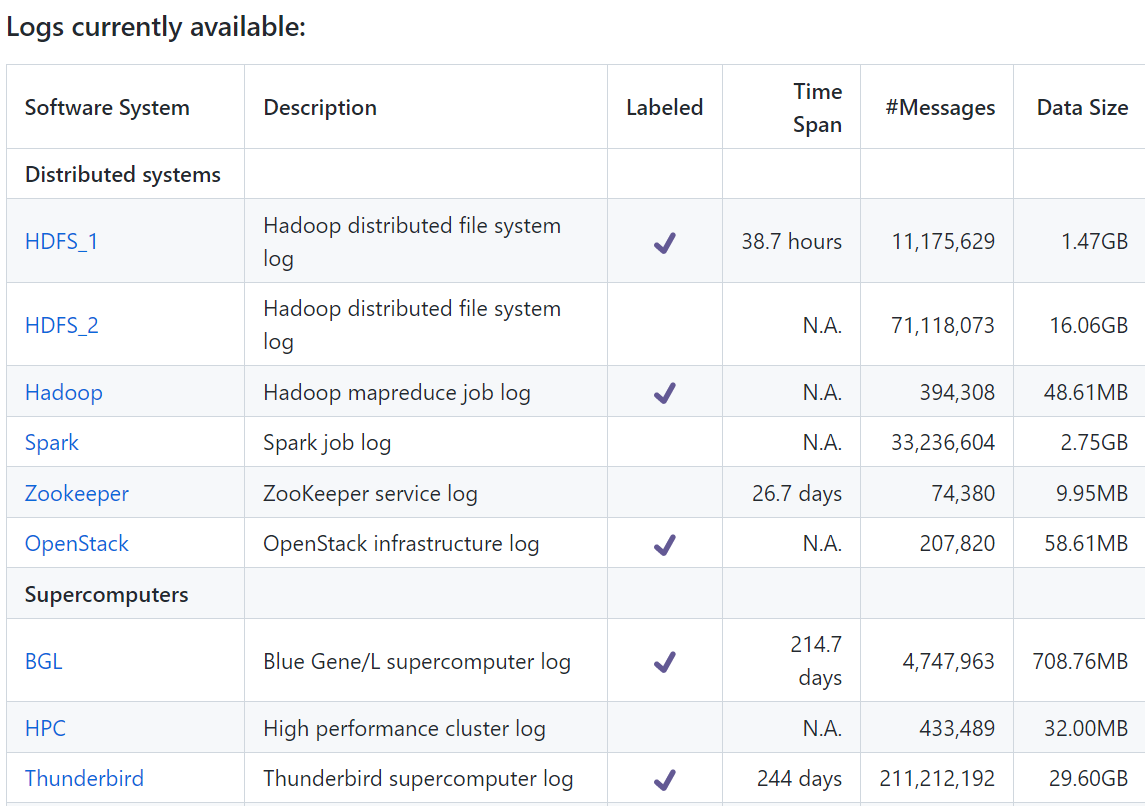 Logs currently available:
Software System Description Labeled Time Span #Messages Data Size
Distributed systems
HDFS_1 Hadoop distributed file system log 38.7 hours 11,175,629 1.47GB
HDFS_2 Hadoop distributed file system log N.A. 71,118,073 16.06GB
Hadoop Hadoop mapreduce job log N.A. 394,308 48.61MB
Spark Spark job log N.A. 33,236,604 2.75GB
Zookeeper ZooKeeper service log 26.7 days 74,380 9.95MB
OpenStack OpenStack infrastructure log N.A. 207,820 58.61MB
Supercomputers
BGL Blue Gene/L supercomputer log 214.7 days 4,747,963 708.76MB
HPC High performance cluster log N.A. 433,489 32.00MB
Thunderbird Thunderbird supercomputer log 244 days 211,212,192 29.60GB